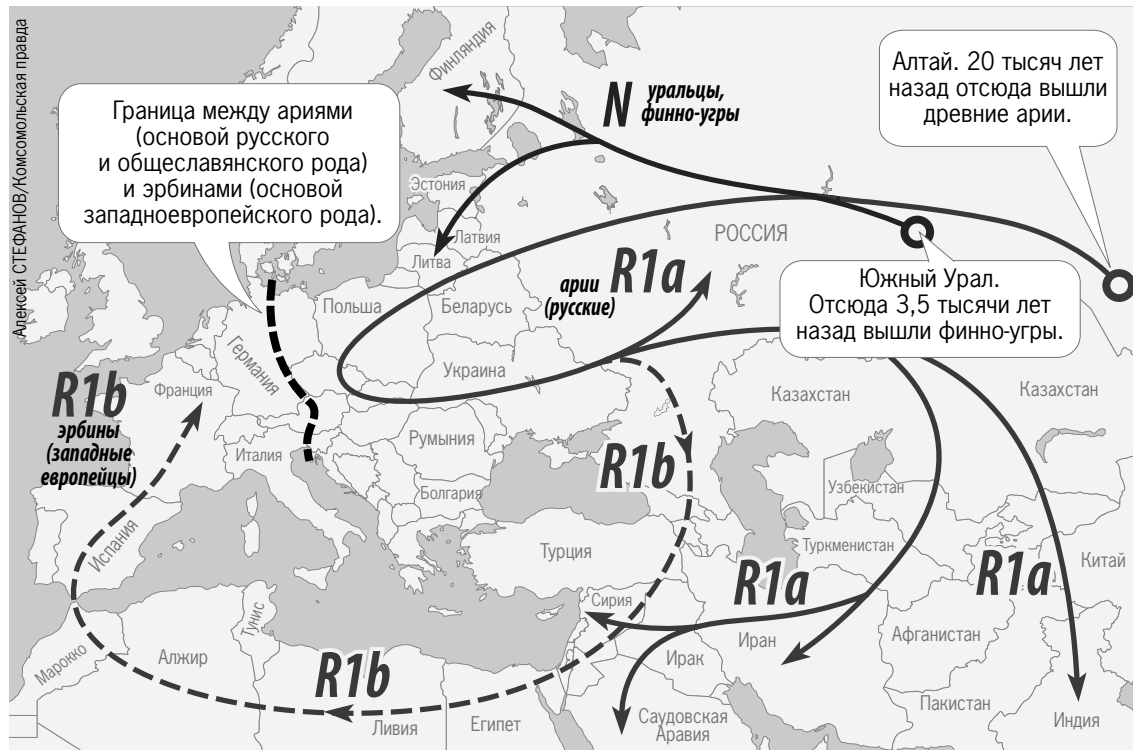 Алексей СТЕФАНОВ/Комсомольская правда
Финляндия
N уральцы,
финно-угры
Алтай. 20 тысяч лет
назад отсюда вышли
древние арии.
Граница между ариями
(основой русского
и общеславянского рода)
и эрбинами (основой
западноевропейского рода).
Эстония
Латвия
Литва
РОССИЯ
арии
(русские)
R1a
Южный Урал.
Отсюда 3,5 тысячи лет
назад вышли финно-угры.
Польша
Беларусь
Германия
Украина
Франция
R1b
эрбины
(западные
европейцы)
Казахстан
Казахстан
Румыния
Италия
R1b
Болгария
Узбекистан
Испания
Турция
Туркменистан
R1a
Китай
R1a
Сирия
Тунис
Иран
Афганистан
Марокко
Алжир
Ирак
R1b
Ливия
Египет
Саудовская
Аравия
Пакистан
Индия